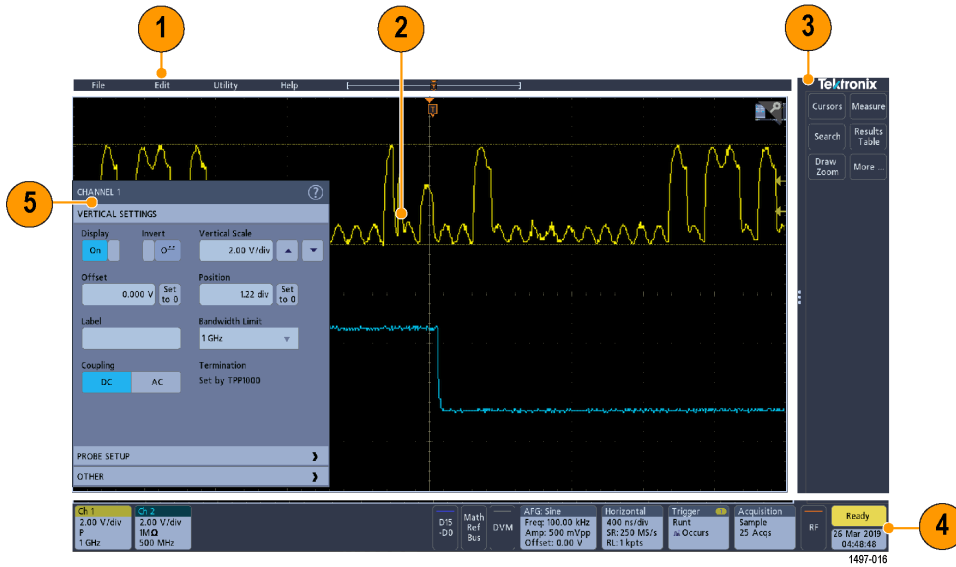 1
2
3
File Edit Utility Help
T
T
Tektronix
Cursors Measure
Search Results Table
Draw Zoom More ...
5
CHANNEL 1 ?
VERTICAL SETTINGS
Display Invert Vertical Scale
On 2.00 V/div
Offset Position
0.000 V Set to 0 1.22 div Set to 0
Label Bandwidth Limit
1 GHz
Coupling Termination
DC AC Set by TPP1000
PROBE SETUP
OTHER
Ch 1
2.00 V/div
P
1 GHz
Ch 2
2.00 V/div
1MΩ
500 MHz
D15
-D0
Math
Ref
Bus
DVM
AFG: Sine
Freq: 100.00 kHz
Amp: 500 mVpp
Offset: 0.00 V
Horizontal
400 ns/div
SR: 250 MS/s
RL: 1 kpts
Trigger 1
Runt
Occurs
Acquisition
Sample
25 Acqs
RF
Ready
26 Mar 2019
04:48:48
4
1497-016